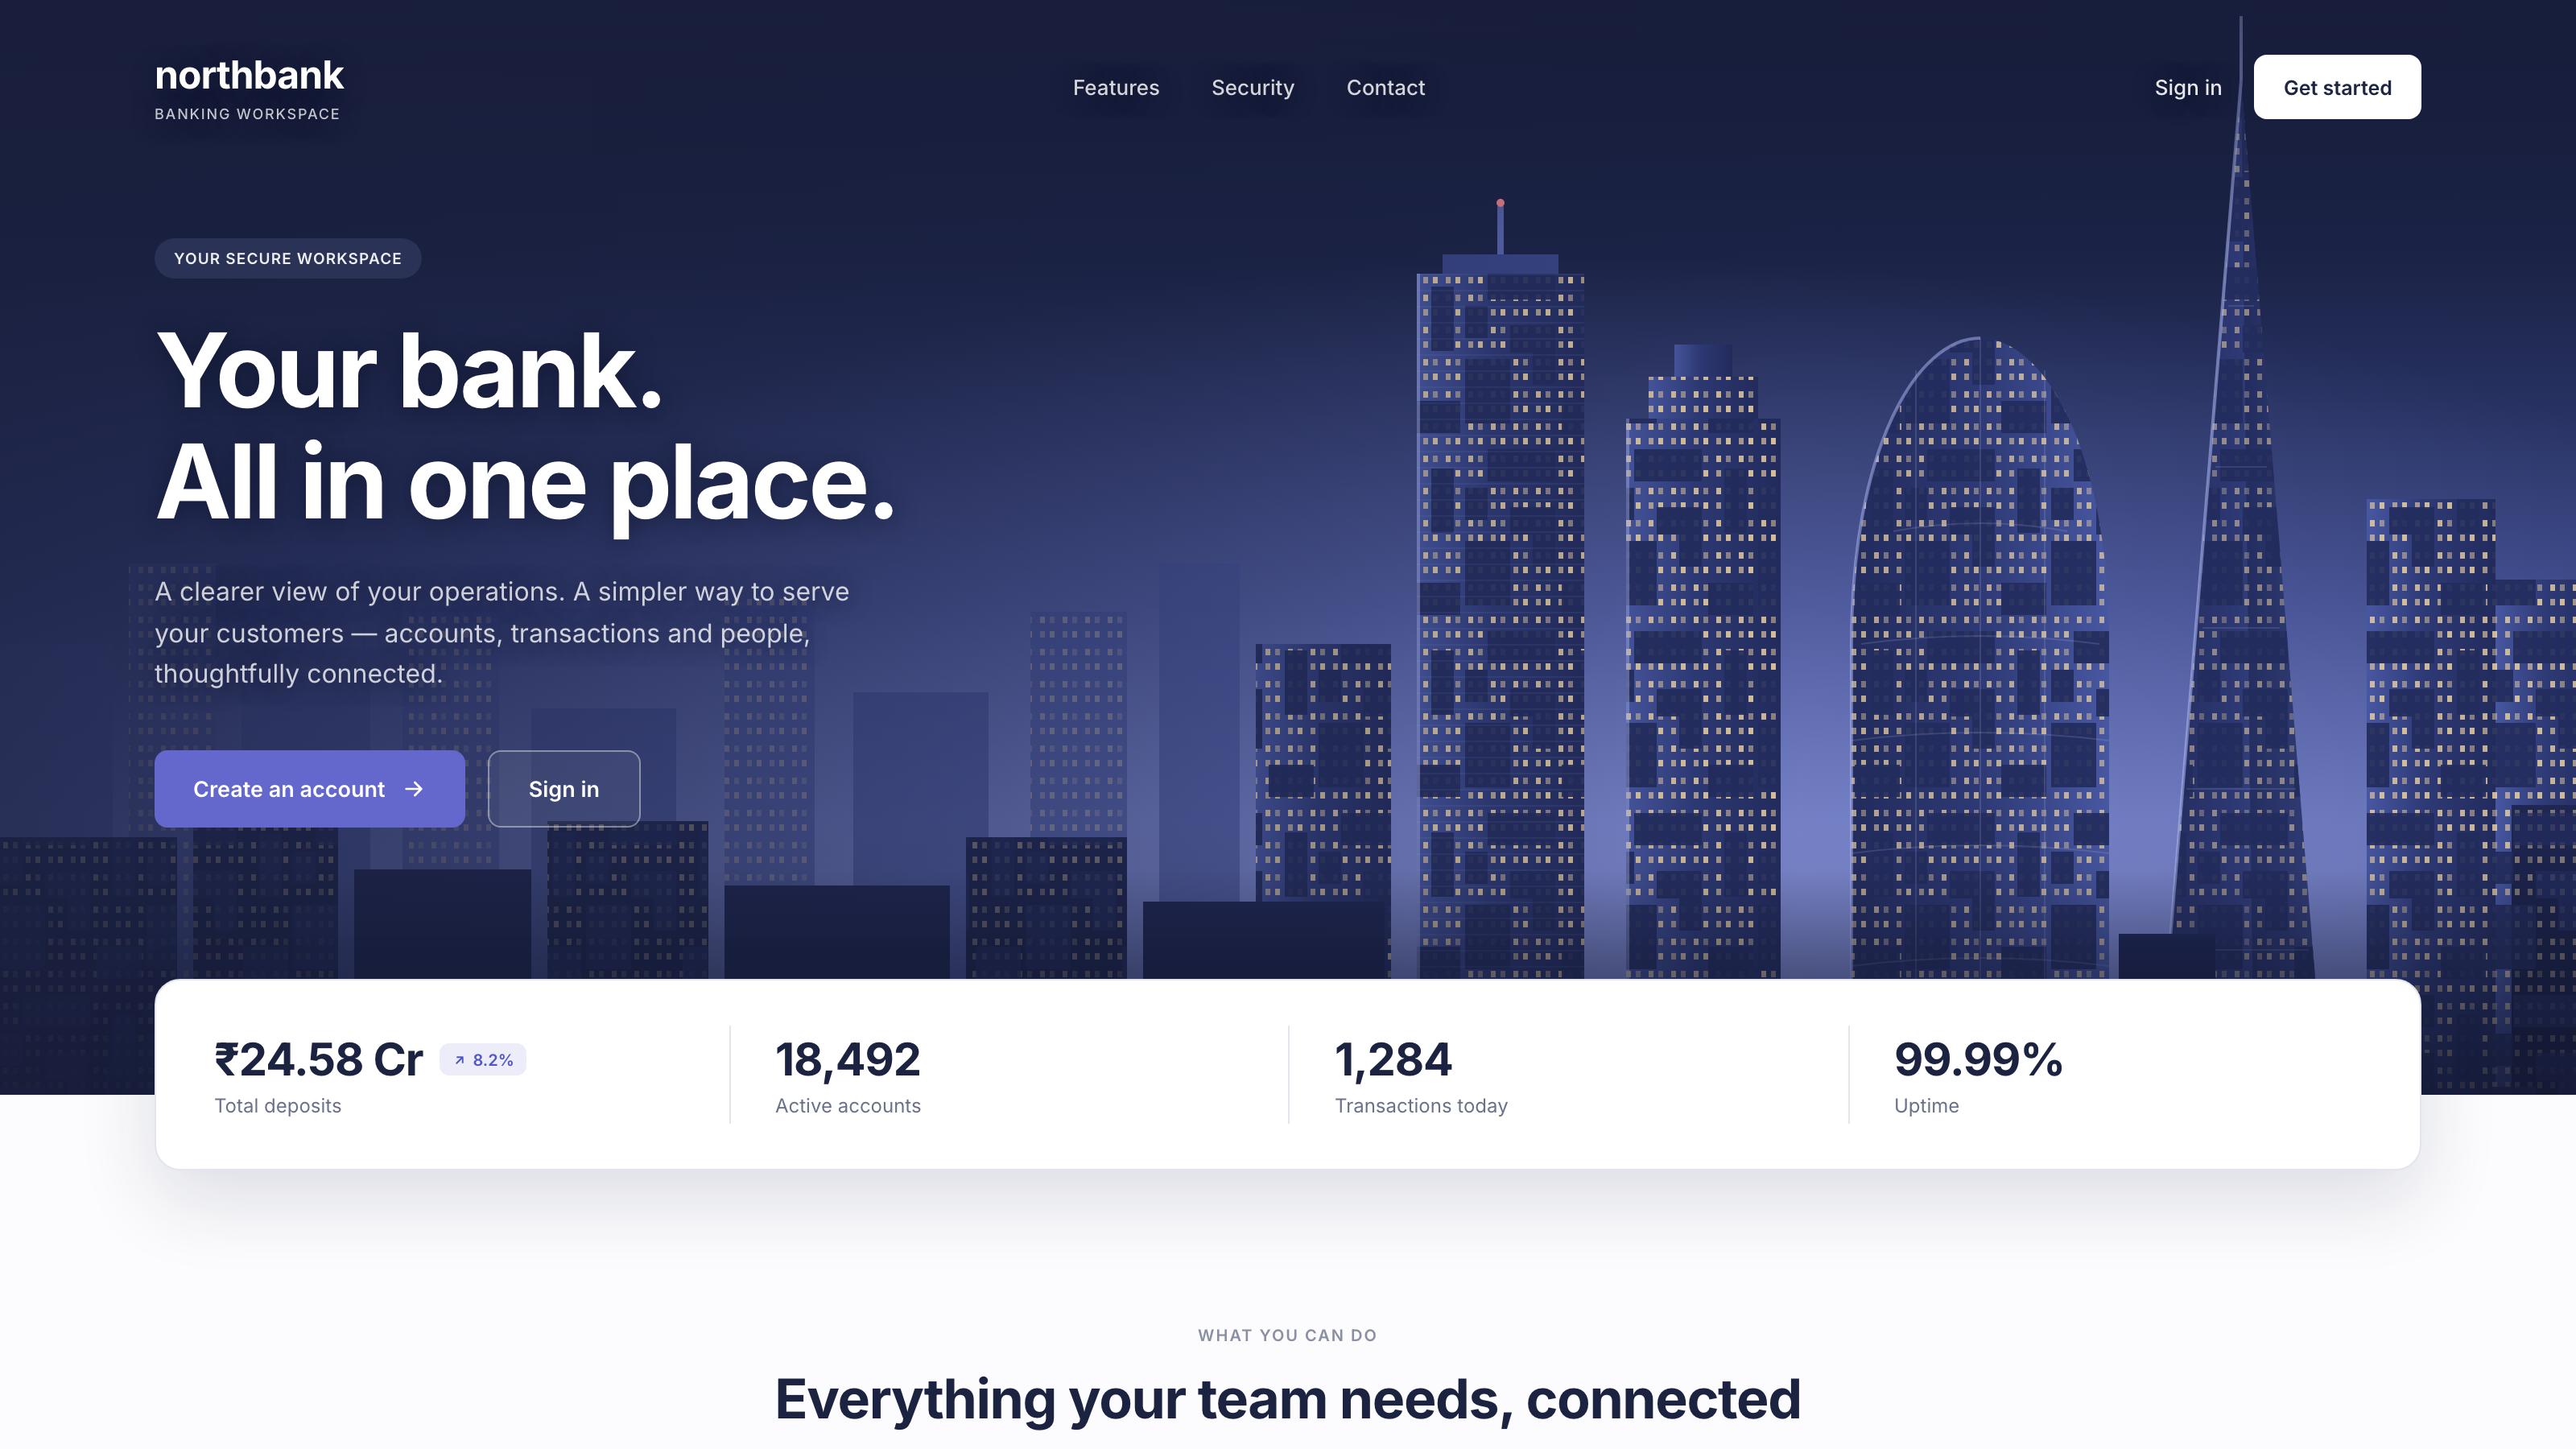 northbank
BANKING WORKSPACE
Features
Security
Contact
Sign in
Get started
YOUR SECURE WORKSPACE
Your bank.
All in one place.
A clearer view of your operations. A simpler way to serve
your customers — accounts, transactions and people,
thoughtfully connected.
Create an account →
Sign in
₹24.58 Cr
↗ 8.2%
Total deposits
18,492
Active accounts
1,284
Transactions today
99.99%
Uptime
WHAT YOU CAN DO
Everything your team needs, connected